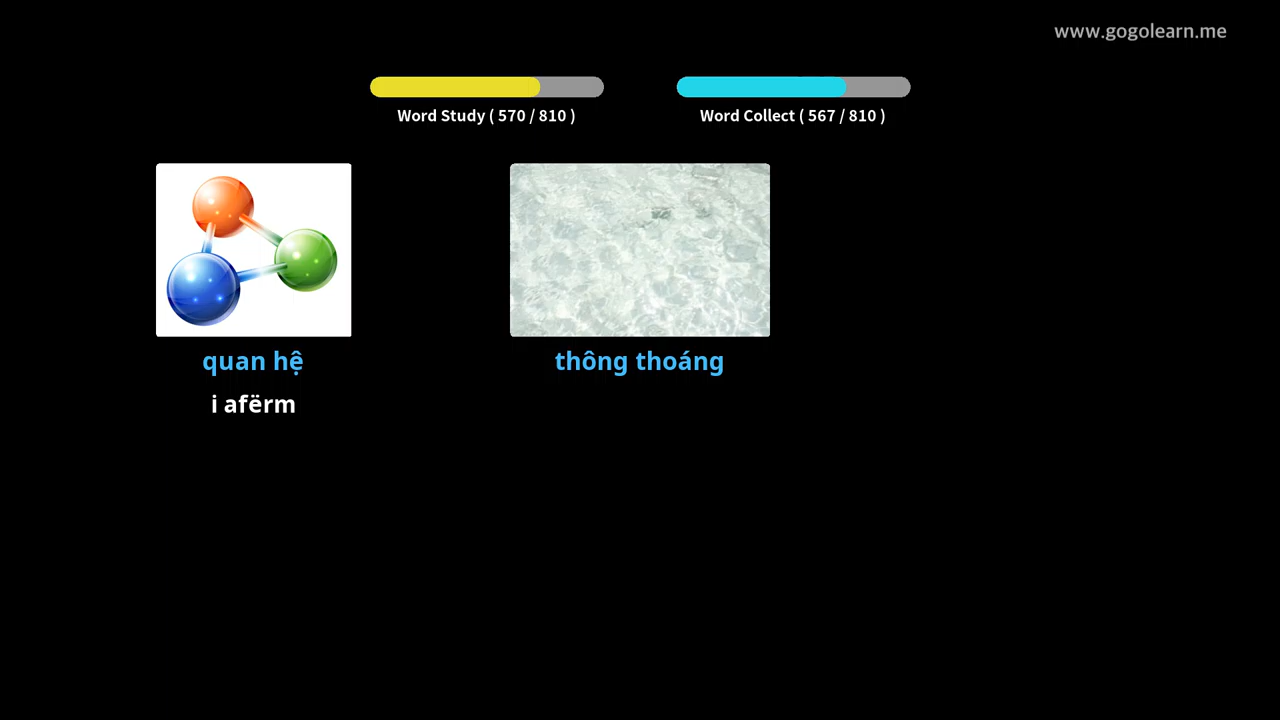 www.gogolearn.me
Word Study ( 570 / 810 )
Word Collect ( 567 / 810 )
quan hệ
thông thoáng
i afërm